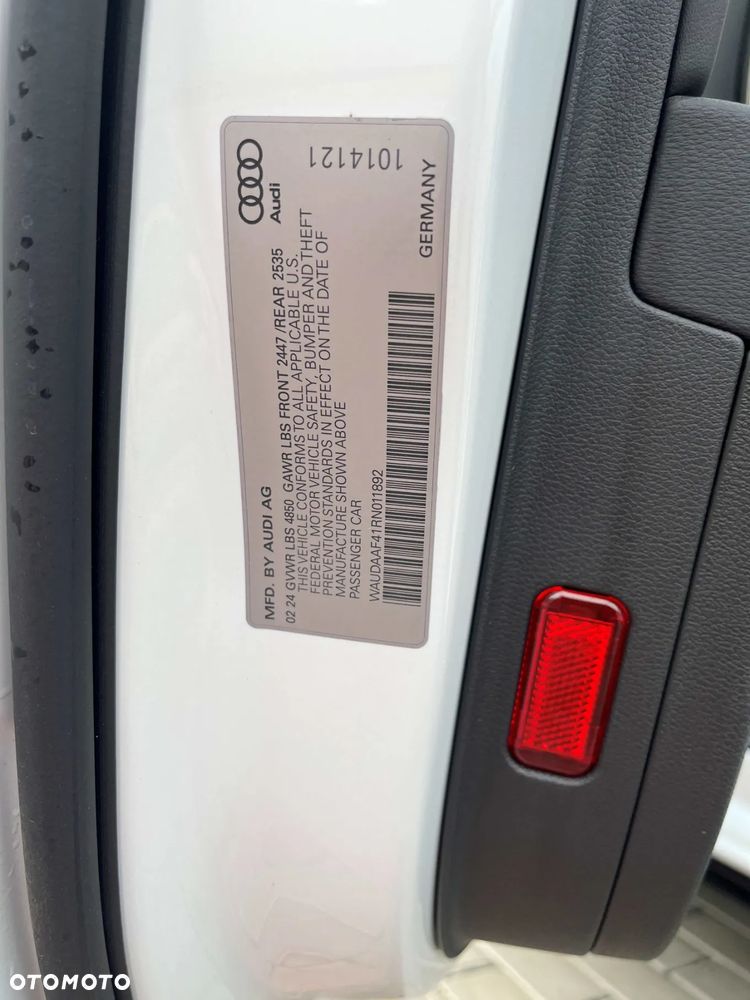 1014121
Audi
MFD. BY AUDI AG
02 24 GVWR LBS 4850 GAWR LBS FRONT 2447 /REAR 2535
THIS VEHICLE CONFORMS TO ALL APPLICABLE U.S.
FEDERAL MOTOR VEHICLE SAFETY, BUMPER AND THEFT
PREVENTION STANDARDS IN EFFECT ON THE DATE OF
MANUFACTURE SHOWN ABOVE
PASSENGER CAR
WAUDAAF41RN011892
GERMANY
OTOMOTO